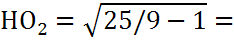 HO₂ = √(25/9 − 1) =